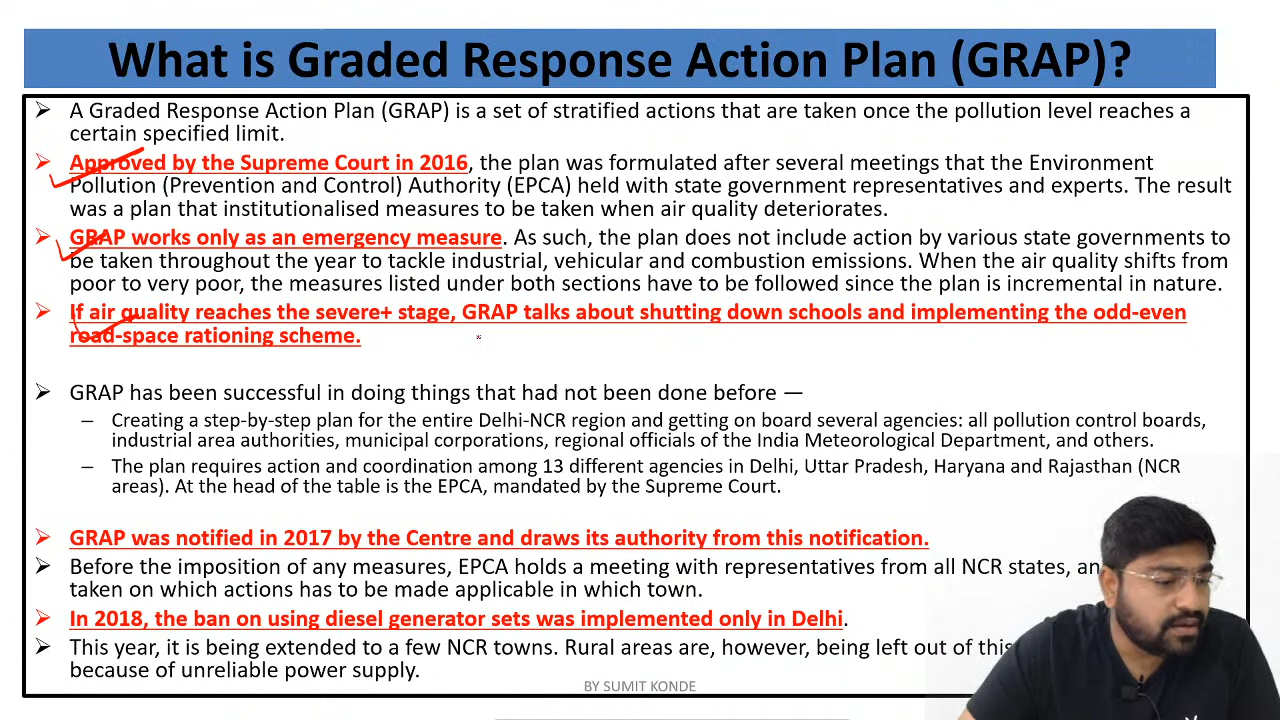 What is Graded Response Action Plan (GRAP)?
A Graded Response Action Plan (GRAP) is a set of stratified actions that are taken once the pollution level reaches a
certain specified limit.
Approved by the Supreme Court in 2016, the plan was formulated after several meetings that the Environment
Pollution (Prevention and Control) Authority (EPCA) held with state government representatives and experts. The result
was a plan that institutionalised measures to be taken when air quality deteriorates.
GRAP works only as an emergency measure. As such, the plan does not include action by various state governments to
be taken throughout the year to tackle industrial, vehicular and combustion emissions. When the air quality shifts from
poor to very poor, the measures listed under both sections have to be followed since the plan is incremental in nature.
If air quality reaches the severe+ stage, GRAP talks about shutting down schools and implementing the odd-even
road-space rationing scheme.
GRAP has been successful in doing things that had not been done before —
– Creating a step-by-step plan for the entire Delhi-NCR region and getting on board several agencies: all pollution control boards,
industrial area authorities, municipal corporations, regional officials of the India Meteorological Department, and others.
– The plan requires action and coordination among 13 different agencies in Delhi, Uttar Pradesh, Haryana and Rajasthan (NCR
areas). At the head of the table is the EPCA, mandated by the Supreme Court.
GRAP was notified in 2017 by the Centre and draws its authority from this notification.
Before the imposition of any measures, EPCA holds a meeting with representatives from all NCR states,
taken on which actions has to be made applicable in which town.
In 2018, the ban on using diesel generator sets was implemented only in Delhi.
This year, it is being extended to a few NCR towns. Rural areas are, however, being left out of this
because of unreliable power supply.
BY SUMIT KONDE